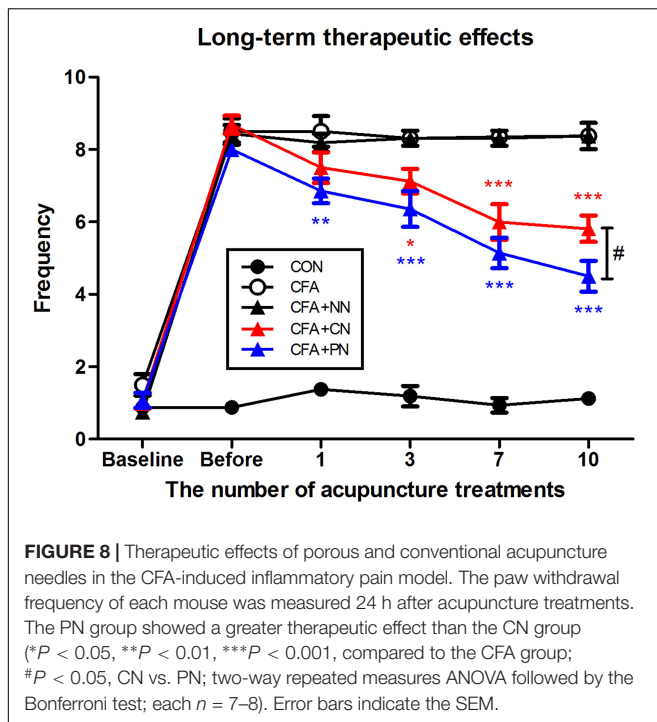 Long-term therapeutic effects
10
8
6
4
2
0
Frequency
***
***
**
*
***
***
***
#
CON
CFA
CFA+NN
CFA+CN
CFA+PN
Baseline Before 1 3 7 10
The number of acupuncture treatments
FIGURE 8 | Therapeutic effects of porous and conventional acupuncture
needles in the CFA-induced inflammatory pain model. The paw withdrawal
frequency of each mouse was measured 24 h after acupuncture treatments.
The PN group showed a greater therapeutic effect than the CN group
(*P < 0.05, **P < 0.01, ***P < 0.001, compared to the CFA group;
#P < 0.05, CN vs. PN; two-way repeated measures ANOVA followed by the
Bonferroni test; each n = 7–8). Error bars indicate the SEM.